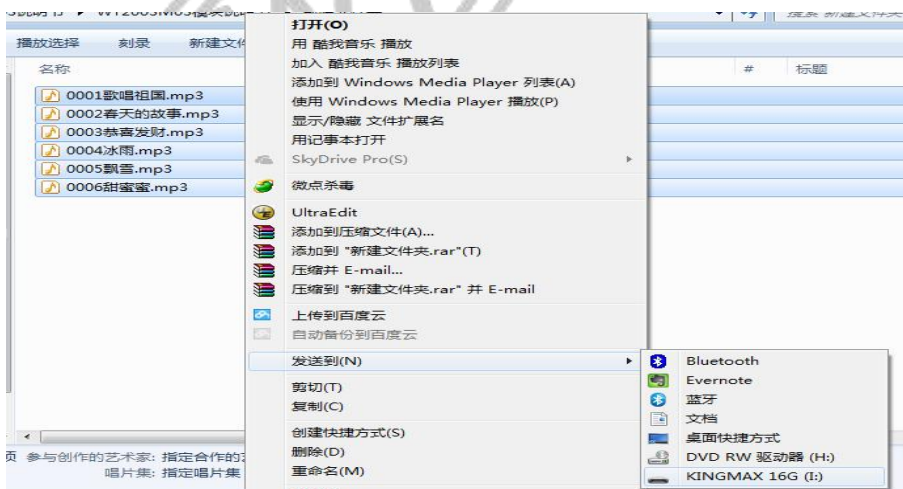 播放选择 刻录 新建文件
名称 # 标题
0001歌唱祖国.mp3
0002春天的故事.mp3
0003恭喜发财.mp3
0004冰雨.mp3
0005飘雪.mp3
0006甜蜜蜜.mp3
打开(O)
用 酷我音乐 播放
加入 酷我音乐 播放列表
添加到 Windows Media Player 列表(A)
使用 Windows Media Player 播放(P)
显示/隐藏 文件扩展名
用记事本打开
SkyDrive Pro(S)
微点杀毒
UltraEdit
添加到压缩文件(A)...
添加到 "新建文件夹.rar"(T)
压缩并 E-mail...
压缩到 "新建文件夹.rar" 并 E-mail
上传到百度云
自动备份到百度云
发送到(N)
剪切(T)
复制(C)
创建快捷方式(S)
删除(D)
重命名(M)
Bluetooth
Evernote
蓝牙
文档
桌面快捷方式
DVD RW 驱动器 (H:)
KINGMAX 16G (I:)
页 参与创作的艺术家: 指定合作的
唱片集: 指定唱片集